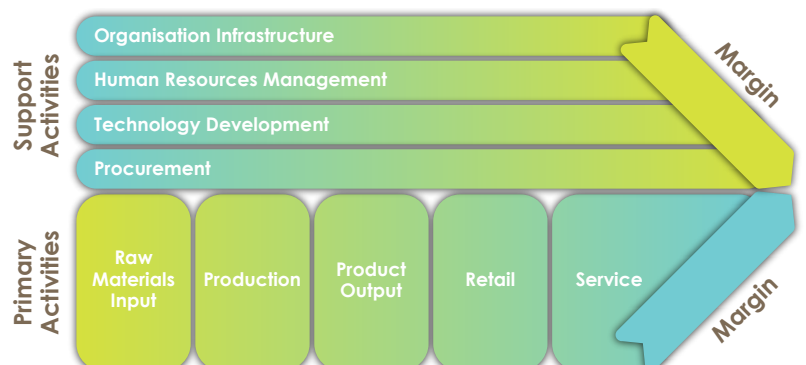 Support
Activities
Organisation Infrastructure
Human Resources Management
Technology Development
Procurement
Margin
Primary
Activities
Raw
Materials
Input
Production
Product
Output
Retail
Service
Margin